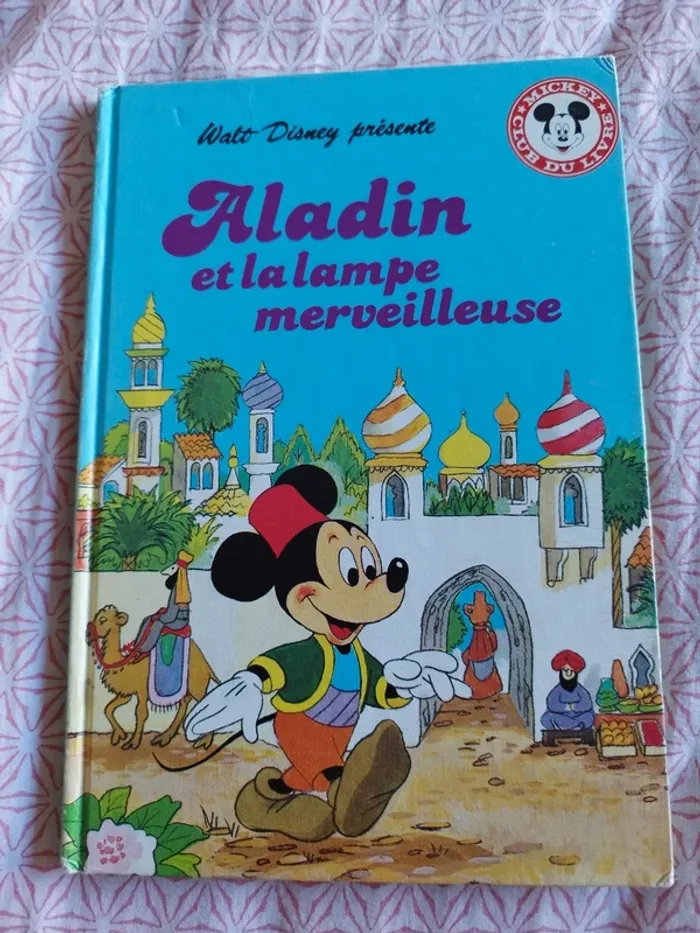 Walt Disney présente
MICKEY
CLUB DU LIVRE
Aladin
et la lampe
merveilleuse